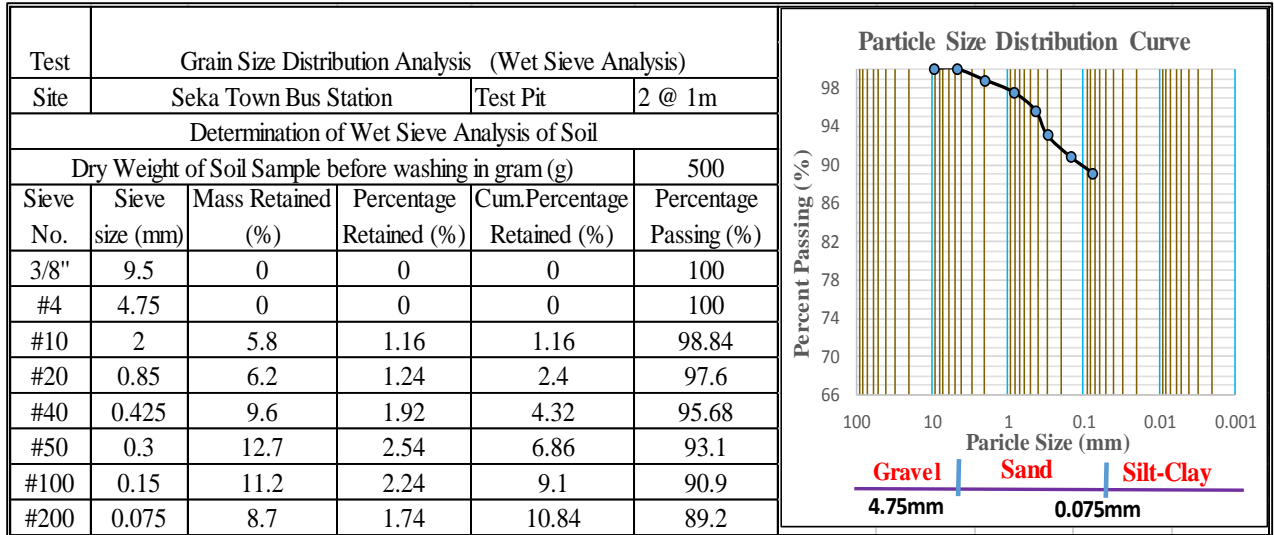 Test Grain Size Distribution Analysis (Wet Sieve Analysis)
Site Seka Town Bus Station Test Pit 2 @ 1m
Determination of Wet Sieve Analysis of Soil
Dry Weight of Soil Sample before washing in gram (g) 500
Sieve Sieve Mass Retained Percentage Cum.Percentage Percentage
No. size (mm) (%) Retained (%) Retained (%) Passing (%)
3/8" 9.5 0 0 0 100
#4 4.75 0 0 0 100
#10 2 5.8 1.16 1.16 98.84
#20 0.85 6.2 1.24 2.4 97.6
#40 0.425 9.6 1.92 4.32 95.68
#50 0.3 12.7 2.54 6.86 93.1
#100 0.15 11.2 2.24 9.1 90.9
#200 0.075 8.7 1.74 10.84 89.2
Particle Size Distribution Curve
Percent Passing (%)
98
94
90
86
82
78
74
70
66
100 10 1 0.1 0.01 0.001
Paricle Size (mm)
Gravel Sand Silt-Clay
4.75mm 0.075mm